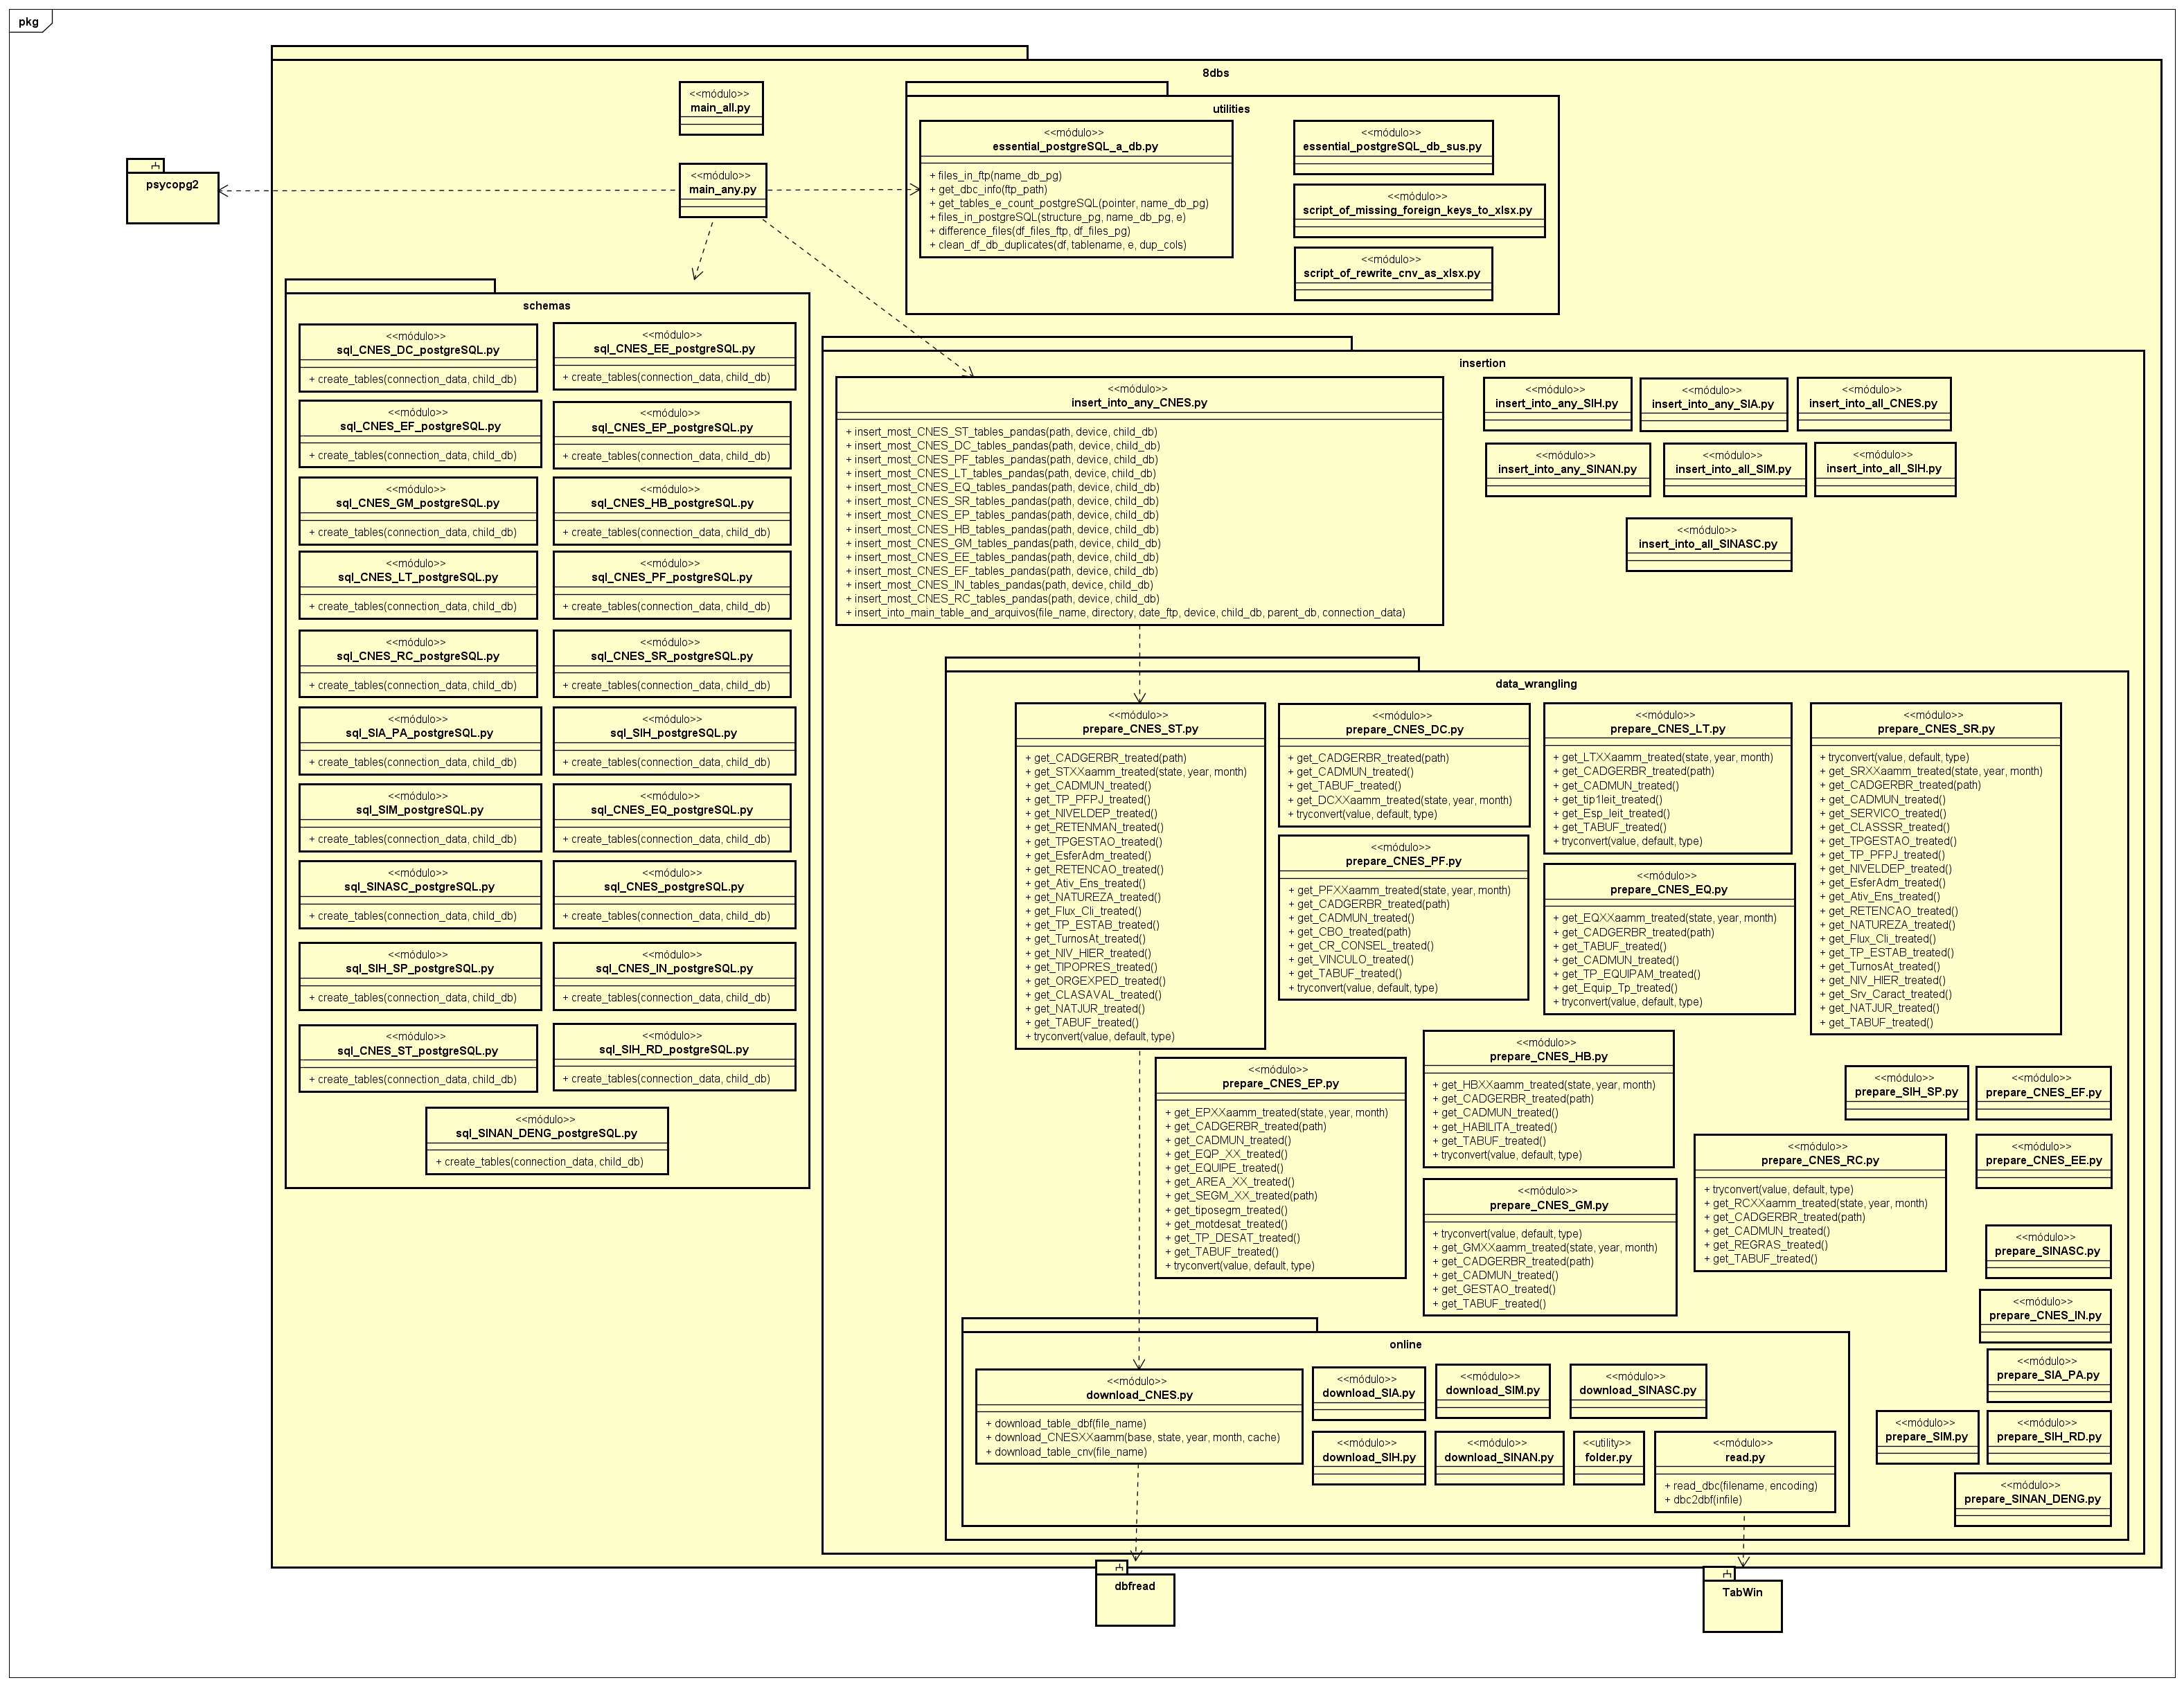 pkg
8dbs
<<módulo>>
main_all.py
<<módulo>>
main_any.py
psycopg2
utilities
<<módulo>>
essential_postgreSQL_a_db.py
+ files_in_ftp(name_db_pg)
+ get_dbc_info(ftp_path)
+ get_tables_e_count_postgreSQL(pointer, name_db_pg)
+ files_in_postgreSQL(structure_pg, name_db_pg, e)
+ difference_files(df_files_ftp, df_files_pg)
+ clean_df_db_duplicates(df, tablename, e, dup_cols)
<<módulo>>
essential_postgreSQL_db_sus.py
<<módulo>>
script_of_missing_foreign_keys_to_xlsx.py
<<módulo>>
script_of_rewrite_cnv_as_xlsx.py
schemas
<<módulo>>
sql_CNES_DC_postgreSQL.py
+ create_tables(connection_data, child_db)
<<módulo>>
sql_CNES_EE_postgreSQL.py
+ create_tables(connection_data, child_db)
<<módulo>>
sql_CNES_EF_postgreSQL.py
+ create_tables(connection_data, child_db)
<<módulo>>
sql_CNES_EP_postgreSQL.py
+ create_tables(connection_data, child_db)
<<módulo>>
sql_CNES_GM_postgreSQL.py
+ create_tables(connection_data, child_db)
<<módulo>>
sql_CNES_HB_postgreSQL.py
+ create_tables(connection_data, child_db)
<<módulo>>
sql_CNES_LT_postgreSQL.py
+ create_tables(connection_data, child_db)
<<módulo>>
sql_CNES_PF_postgreSQL.py
+ create_tables(connection_data, child_db)
<<módulo>>
sql_CNES_RC_postgreSQL.py
+ create_tables(connection_data, child_db)
<<módulo>>
sql_CNES_SR_postgreSQL.py
+ create_tables(connection_data, child_db)
<<módulo>>
sql_SIA_PA_postgreSQL.py
+ create_tables(connection_data, child_db)
<<módulo>>
sql_SIH_postgreSQL.py
+ create_tables(connection_data, child_db)
<<módulo>>
sql_SIM_postgreSQL.py
+ create_tables(connection_data, child_db)
<<módulo>>
sql_CNES_EQ_postgreSQL.py
+ create_tables(connection_data, child_db)
<<módulo>>
sql_SINASC_postgreSQL.py
+ create_tables(connection_data, child_db)
<<módulo>>
sql_CNES_postgreSQL.py
+ create_tables(connection_data, child_db)
<<módulo>>
sql_SIH_SP_postgreSQL.py
+ create_tables(connection_data, child_db)
<<módulo>>
sql_CNES_IN_postgreSQL.py
+ create_tables(connection_data, child_db)
<<módulo>>
sql_CNES_ST_postgreSQL.py
+ create_tables(connection_data, child_db)
<<módulo>>
sql_SIH_RD_postgreSQL.py
+ create_tables(connection_data, child_db)
<<módulo>>
sql_SINAN_DENG_postgreSQL.py
+ create_tables(connection_data, child_db)
insertion
<<módulo>>
insert_into_any_CNES.py
+ insert_most_CNES_ST_tables_pandas(path, device, child_db)
+ insert_most_CNES_DC_tables_pandas(path, device, child_db)
+ insert_most_CNES_PF_tables_pandas(path, device, child_db)
+ insert_most_CNES_LT_tables_pandas(path, device, child_db)
+ insert_most_CNES_EQ_tables_pandas(path, device, child_db)
+ insert_most_CNES_SR_tables_pandas(path, device, child_db)
+ insert_most_CNES_EP_tables_pandas(path, device, child_db)
+ insert_most_CNES_HB_tables_pandas(path, device, child_db)
+ insert_most_CNES_GM_tables_pandas(path, device, child_db)
+ insert_most_CNES_EE_tables_pandas(path, device, child_db)
+ insert_most_CNES_EF_tables_pandas(path, device, child_db)
+ insert_most_CNES_IN_tables_pandas(path, device, child_db)
+ insert_most_CNES_RC_tables_pandas(path, device, child_db)
+ insert_into_main_table_and_arquivos(file_name, directory, date_ftp, device, child_db, parent_db, connection_data)
<<módulo>>
insert_into_any_SIH.py
<<módulo>>
insert_into_any_SIA.py
<<módulo>>
insert_into_all_CNES.py
<<módulo>>
insert_into_any_SINAN.py
<<módulo>>
insert_into_all_SIM.py
<<módulo>>
insert_into_all_SIH.py
<<módulo>>
insert_into_all_SINASC.py
data_wrangling
<<módulo>>
prepare_CNES_ST.py
+ get_CADGERBR_treated(path)
+ get_STXXaamm_treated(state, year, month)
+ get_CADMUN_treated()
+ get_TP_PFPJ_treated()
+ get_NIVELDEP_treated()
+ get_RETENMAN_treated()
+ get_TPGESTAO_treated()
+ get_EsferAdm_treated()
+ get_RETENCAO_treated()
+ get_Ativ_Ens_treated()
+ get_NATUREZA_treated()
+ get_Flux_Cli_treated()
+ get_TP_ESTAB_treated()
+ get_TurnosAt_treated()
+ get_NIV_HIER_treated()
+ get_TIPOPRES_treated()
+ get_ORGEXPED_treated()
+ get_CLASAVAL_treated()
+ get_NATJUR_treated()
+ get_TABUF_treated()
+ tryconvert(value, default, type)
<<módulo>>
prepare_CNES_DC.py
+ get_CADGERBR_treated(path)
+ get_CADMUN_treated()
+ get_TABUF_treated()
+ get_DCXXaamm_treated(state, year, month)
+ tryconvert(value, default, type)
<<módulo>>
prepare_CNES_LT.py
+ get_LTXXaamm_treated(state, year, month)
+ get_CADGERBR_treated(path)
+ get_CADMUN_treated()
+ get_tip1leit_treated()
+ get_Esp_leit_treated()
+ get_TABUF_treated()
+ tryconvert(value, default, type)
<<módulo>>
prepare_CNES_SR.py
+ tryconvert(value, default, type)
+ get_SRXXaamm_treated(state, year, month)
+ get_CADGERBR_treated(path)
+ get_CADMUN_treated()
+ get_SERVICO_treated()
+ get_CLASSSR_treated()
+ get_TPGESTAO_treated()
+ get_TP_PFPJ_treated()
+ get_NIVELDEP_treated()
+ get_EsferAdm_treated()
+ get_Ativ_Ens_treated()
+ get_RETENCAO_treated()
+ get_NATUREZA_treated()
+ get_Flux_Cli_treated()
+ get_TP_ESTAB_treated()
+ get_TurnosAt_treated()
+ get_NIV_HIER_treated()
+ get_Srv_Caract_treated()
+ get_NATJUR_treated()
+ get_TABUF_treated()
<<módulo>>
prepare_CNES_PF.py
+ get_PFXXaamm_treated(state, year, month)
+ get_CADGERBR_treated(path)
+ get_CADMUN_treated()
+ get_CBO_treated(path)
+ get_CR_CONSEL_treated()
+ get_VINCULO_treated()
+ get_TABUF_treated()
+ tryconvert(value, default, type)
<<módulo>>
prepare_CNES_EQ.py
+ get_EQXXaamm_treated(state, year, month)
+ get_CADGERBR_treated(path)
+ get_TABUF_treated()
+ get_CADMUN_treated()
+ get_TP_EQUIPAM_treated()
+ get_Equip_Tp_treated()
+ tryconvert(value, default, type)
<<módulo>>
prepare_CNES_EP.py
+ get_EPXXaamm_treated(state, year, month)
+ get_CADGERBR_treated(path)
+ get_CADMUN_treated()
+ get_EQP_XX_treated()
+ get_EQUIPE_treated()
+ get_AREA_XX_treated()
+ get_SEGM_XX_treated(path)
+ get_tiposegm_treated()
+ get_motdesat_treated()
+ get_TP_DESAT_treated()
+ get_TABUF_treated()
+ tryconvert(value, default, type)
<<módulo>>
prepare_CNES_HB.py
+ get_HBXXaamm_treated(state, year, month)
+ get_CADGERBR_treated(path)
+ get_CADMUN_treated()
+ get_HABILITA_treated()
+ get_TABUF_treated()
+ tryconvert(value, default, type)
<<módulo>>
prepare_SIH_SP.py
<<módulo>>
prepare_CNES_EF.py
<<módulo>>
prepare_CNES_RC.py
+ tryconvert(value, default, type)
+ get_RCXXaamm_treated(state, year, month)
+ get_CADGERBR_treated(path)
+ get_CADMUN_treated()
+ get_REGRAS_treated()
+ get_TABUF_treated()
<<módulo>>
prepare_CNES_EE.py
<<módulo>>
prepare_CNES_GM.py
+ tryconvert(value, default, type)
+ get_GMXXaamm_treated(state, year, month)
+ get_CADGERBR_treated(path)
+ get_CADMUN_treated()
+ get_GESTAO_treated()
+ get_TABUF_treated()
<<módulo>>
prepare_SINASC.py
<<módulo>>
prepare_CNES_IN.py
<<módulo>>
prepare_SIA_PA.py
<<módulo>>
prepare_SIM.py
<<módulo>>
prepare_SIH_RD.py
<<módulo>>
prepare_SINAN_DENG.py
online
<<módulo>>
download_CNES.py
+ download_table_dbf(file_name)
+ download_CNESXXaamm(base, state, year, month, cache)
+ download_table_cnv(file_name)
<<módulo>>
download_SIA.py
<<módulo>>
download_SIM.py
<<módulo>>
download_SINASC.py
<<módulo>>
download_SIH.py
<<módulo>>
download_SINAN.py
<<utility>>
folder.py
<<módulo>>
read.py
+ read_dbc(filename, encoding)
+ dbc2dbf(infile)
dbfread
TabWin